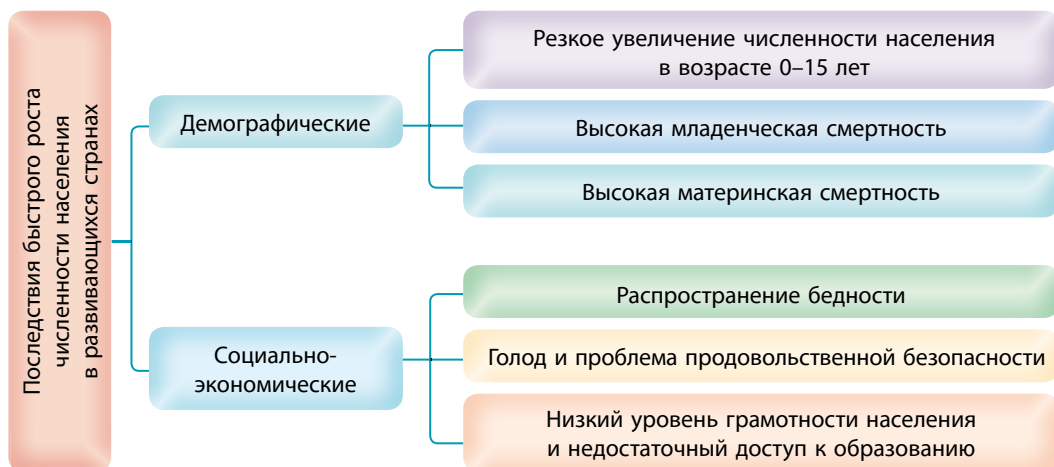 Последствия быстрого роста
численности населения
в развивающихся странах
Демографические
Резкое увеличение численности населения
в возрасте 0–15 лет
Высокая младенческая смертность
Высокая материнская смертность
Социально-
экономические
Распространение бедности
Голод и проблема продовольственной безопасности
Низкий уровень грамотности населения
и недостаточный доступ к образованию